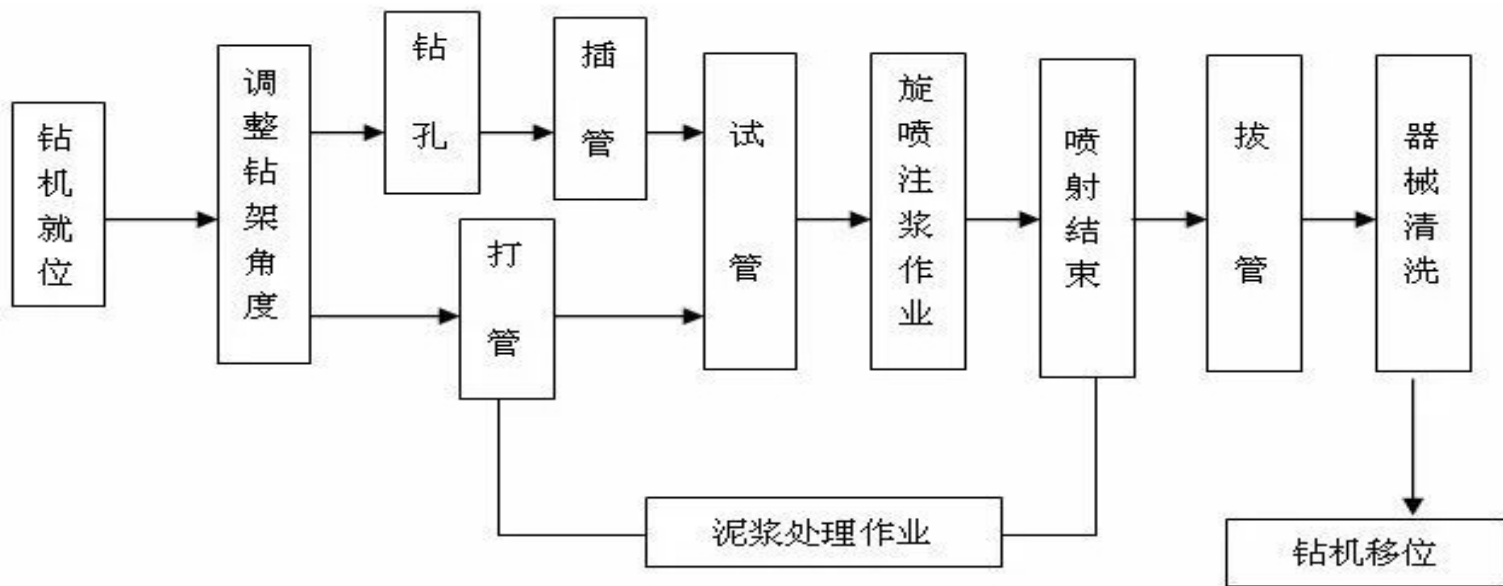 钻机就位
调整钻架角度
钻孔
插管
打管
试管
旋喷注浆作业
喷射结束
拔管
器械清洗
泥浆处理作业
钻机移位